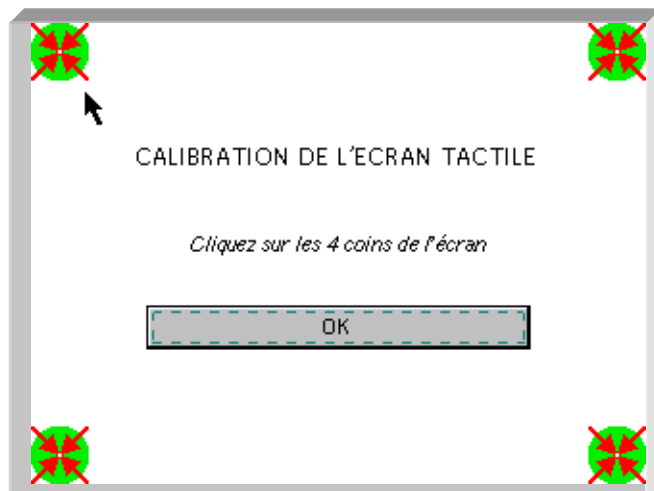 CALIBRATION DE L'ECRAN TACTILE
Cliquez sur les 4 coins de l'écran
OK